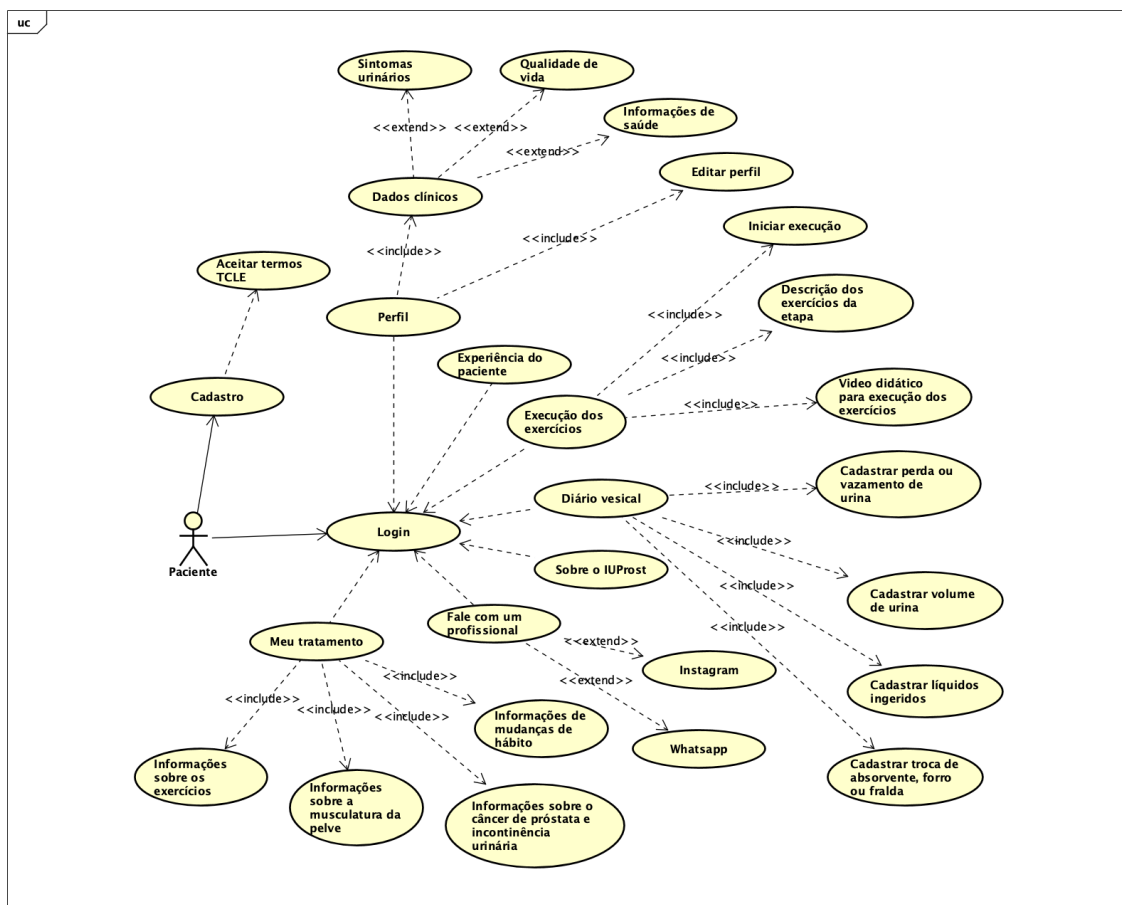 uc
Sintomas
urinários
Qualidade de
vida
Informações de
saúde
<<extend>>
<<extend>>
<<extend>>
Editar perfil
Dados clínicos
Iniciar execução
<<include>>
<<include>>
Aceitar termos
TCLE
Descrição dos
exercícios da
etapa
Perfil
<<include>>
Experiência do
paciente
<<include>>
Cadastro
Video didático
para execução dos
exercícios
<<include>>
Execução dos
exercícios
Cadastrar perda ou
vazamento de
urina
<<include>>
Diário vesical
Login
<<include>>
Paciente
Sobre o IUProst
<<include>>
Cadastrar volume
de urina
Fale com um
profissional
<<include>>
Meu tratamento
<<extend>>
Instagram
<<extend>>
<<include>>
<<include>>
<<include>>
<<include>>
Cadastrar líquidos
ingeridos
Informações de
mudanças de
hábito
Whatsapp
Informações
sobre os
exercícios
Cadastrar troca de
absorvente, forro
ou fralda
Informações
sobre a
musculatura da
pelve
Informações sobre o
câncer de próstata e
incontinência
urinária